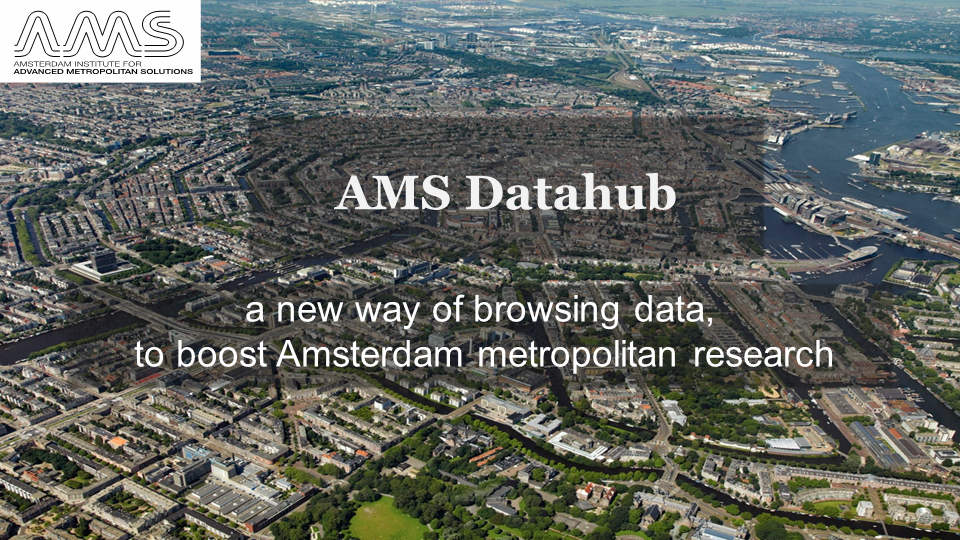 AMS
AMSTERDAM INSTITUTE FOR
ADVANCED METROPOLITAN SOLUTIONS
AMS Datahub
a new way of browsing data,
to boost Amsterdam metropolitan research